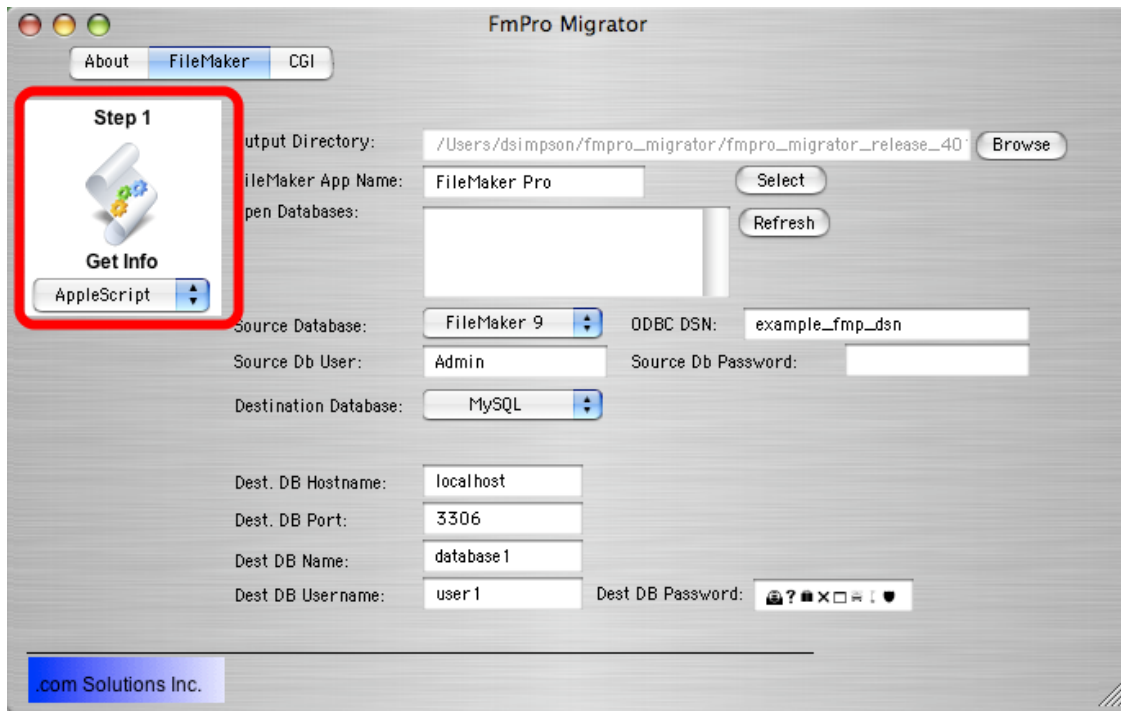 FmPro Migrator
About FileMaker CGI
Step 1
Get Info
AppleScript
utput Directory: /Users/dsimpson/fmpro_migrator/fmpro_migrator_release_40 Browse
ileMaker App Name: FileMaker Pro Select
pen Databases: Refresh
Source Database: FileMaker 9 ODBC DSN: example_fmp_dsn
Source Db User: Admin Source Db Password:
Destination Database: MySQL
Dest. DB Hostname: localhost
Dest. DB Port: 3306
Dest DB Name: database1
Dest DB Username: user1 Dest DB Password:
.com Solutions Inc.